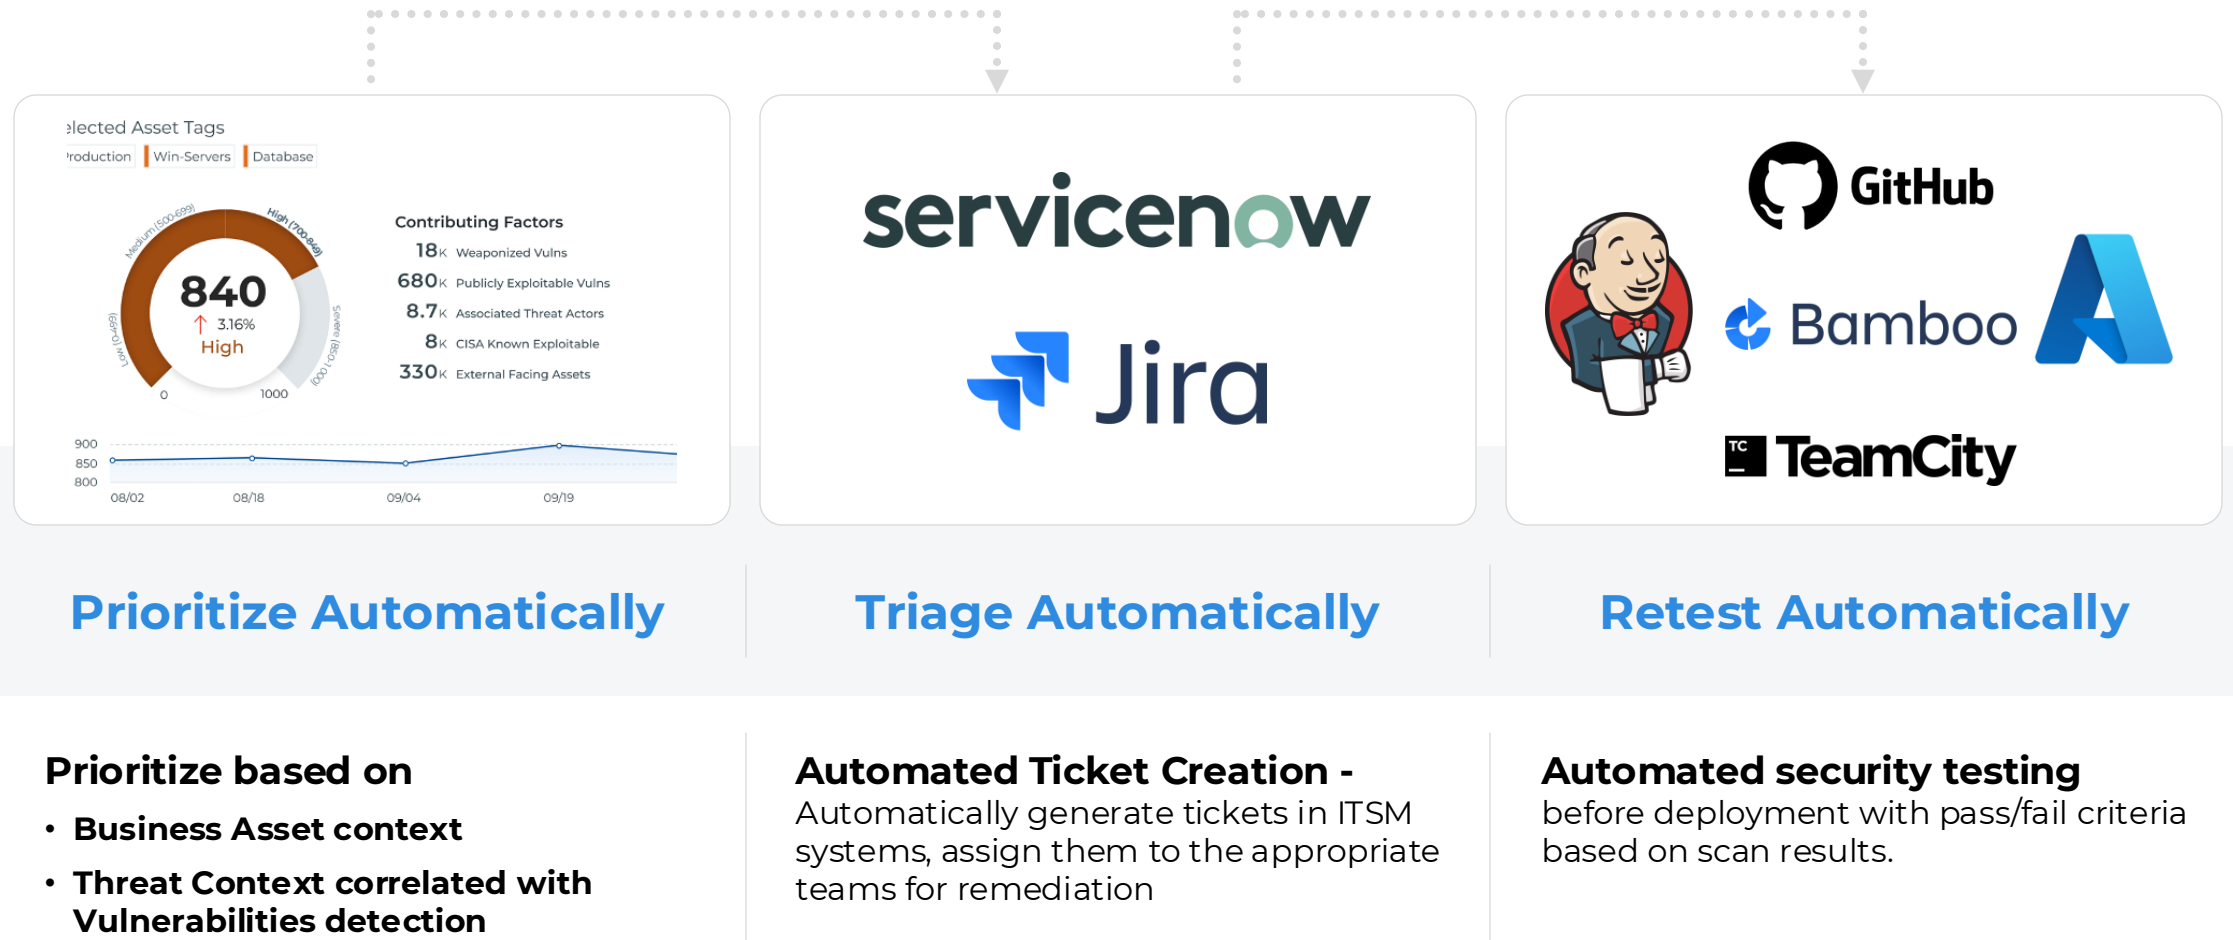 elected Asset Tags
Production Win-Servers Database
Low (0-499)
Medium (500-699)
High (700-849)
Severe (850-1000)
840
3.16%
High
0 1000
Contributing Factors
18K Weaponized Vulns
680K Publicly Exploitable Vulns
8.7K Associated Threat Actors
8K CISA Known Exploitable
330K External Facing Assets
900
850
800
08/02 08/18 09/04 09/19
servicenow
Jira
GitHub
Bamboo
TC
TeamCity
Prioritize Automatically
Triage Automatically
Retest Automatically
Prioritize based on
• Business Asset context
• Threat Context correlated with
Vulnerabilities detection
Automated Ticket Creation -
Automatically generate tickets in ITSM
systems, assign them to the appropriate
teams for remediation
Automated security testing
before deployment with pass/fail criteria
based on scan results.